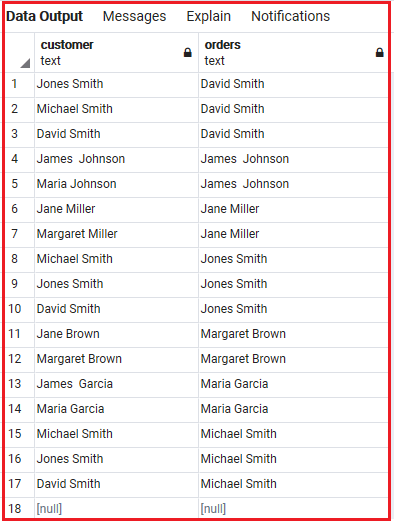 Data Output Messages Explain Notifications
customer orders
text text
1 Jones Smith David Smith
2 Michael Smith David Smith
3 David Smith David Smith
4 James  Johnson James  Johnson
5 Maria Johnson James  Johnson
6 Jane Miller Jane Miller
7 Margaret Miller Jane Miller
8 Michael Smith Jones Smith
9 Jones Smith Jones Smith
10 David Smith Jones Smith
11 Jane Brown Margaret Brown
12 Margaret Brown Margaret Brown
13 James  Garcia Maria Garcia
14 Maria Garcia Maria Garcia
15 Michael Smith Michael Smith
16 Jones Smith Michael Smith
17 David Smith Michael Smith
18 [null] [null]